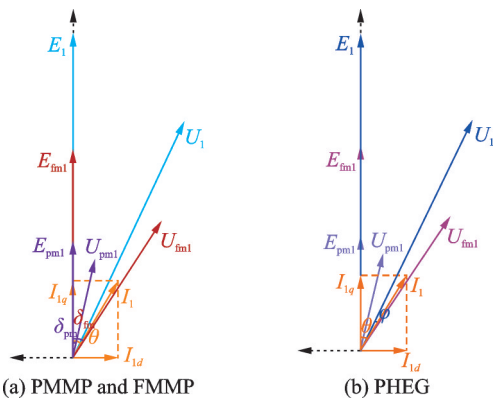 E1
Efm1
U1
Epm1
Upm1
Ufm1
I1q
I1
δfm
δpm
θ
I1d
(a) PMMP and FMMP
E1
Efm1
U1
Epm1
Upm1
Ufm1
I1q
I1
θ
φ
I1d
(b) PHEG